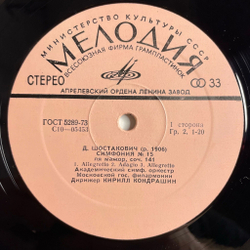 МИНИСТЕРСТВО КУЛЬТУРЫ СССР
МЕЛОДИЯ
ВСЕСОЮЗНАЯ ФИРМА ГРАМПЛАСТИНОК
СТЕРЕО
33
АПРЕЛЕВСКИЙ ОРДЕНА ЛЕНИНА ЗАВОД
ГОСТ 5289-73
С10—05453
1 сторона
Гр. 2. 1-20
Д. ШОСТАКОВИЧ (р. 1906)
СИМФОНИЯ № 15
ля мажор, соч. 141
1. Allegretto 2. Adagio 3. Allegretto
Академический симф. оркестр
Московской гос. филармонии
Дирижер КИРИЛЛ КОНДРАШИН